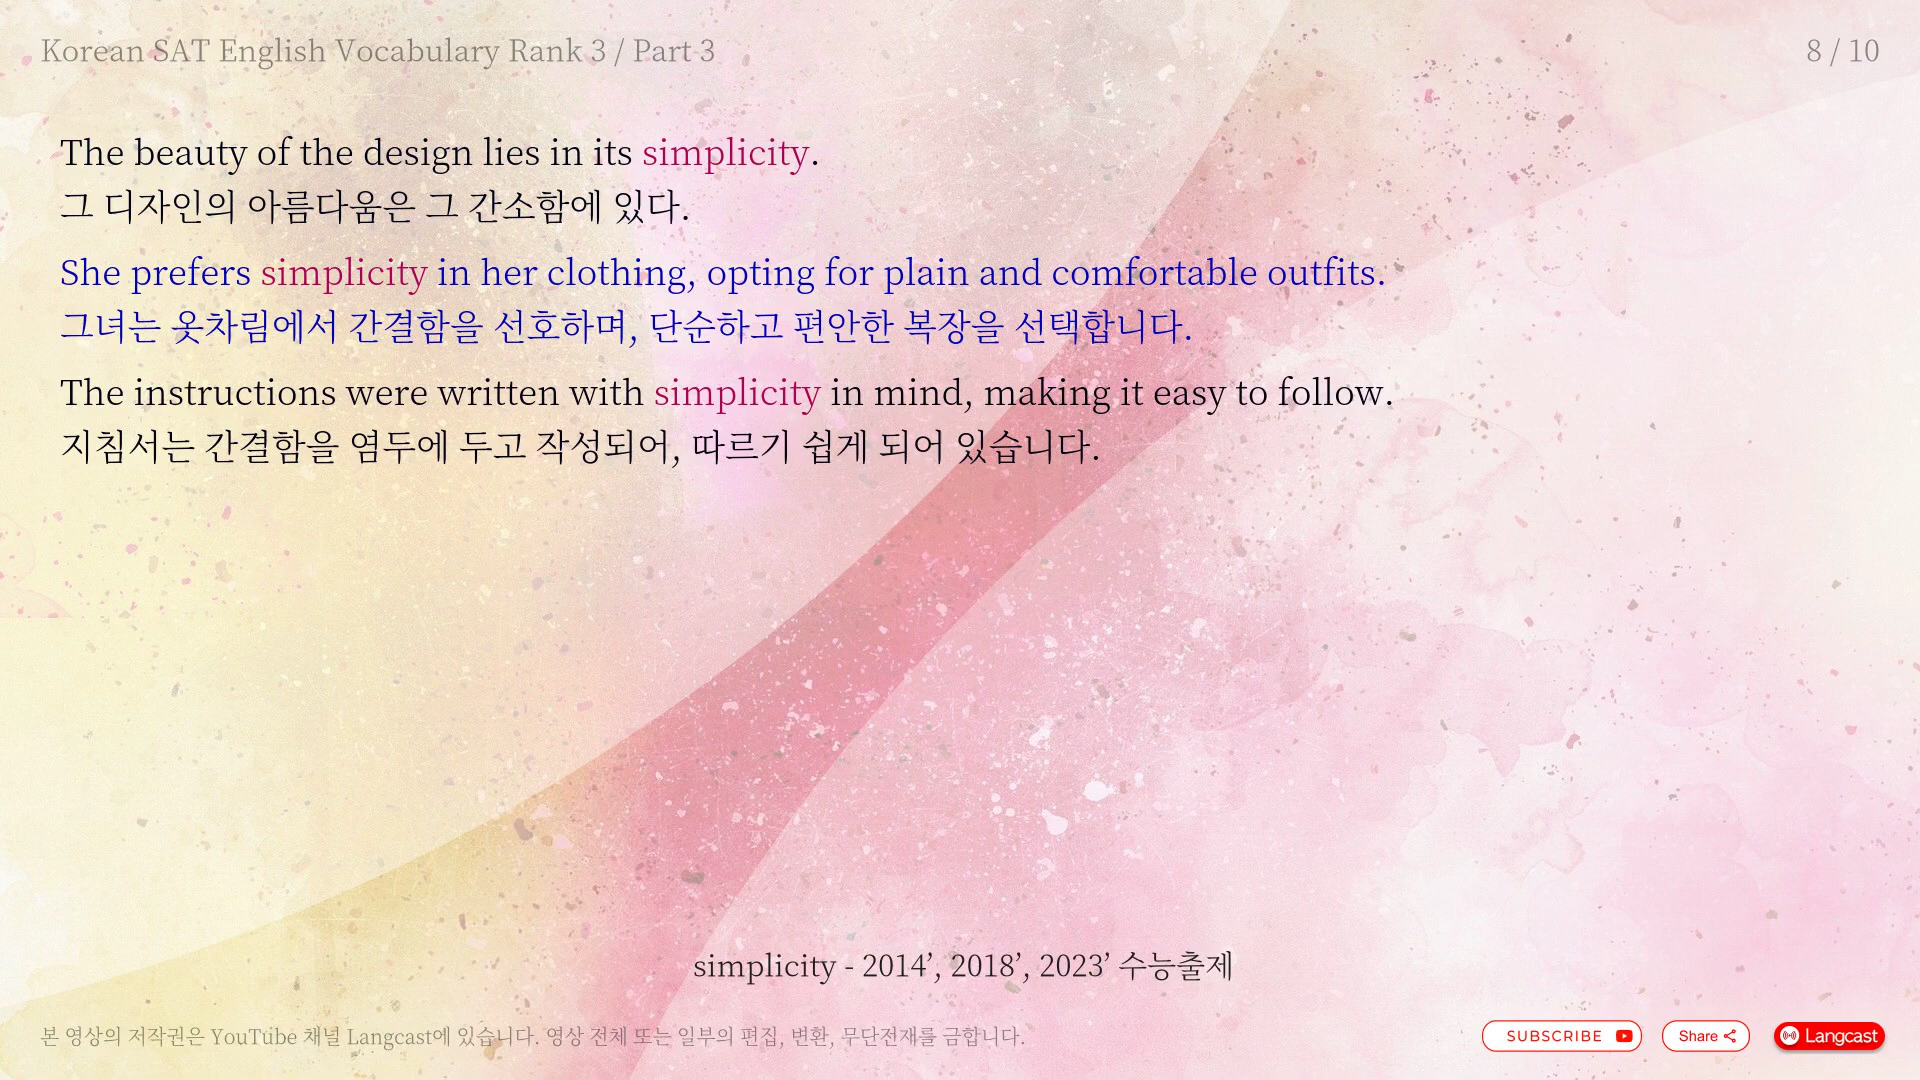 Korean SAT English Vocabulary Rank 3 / Part 3
8 / 10
The beauty of the design lies in its simplicity.
그 디자인의 아름다움은 그 간소함에 있다.
She prefers simplicity in her clothing, opting for plain and comfortable outfits.
그녀는 옷차림에서 간결함을 선호하며, 단순하고 편안한 복장을 선택합니다.
The instructions were written with simplicity in mind, making it easy to follow.
지침서는 간결함을 염두에 두고 작성되어, 따르기 쉽게 되어 있습니다.
simplicity - 2014’, 2018’, 2023’ 수능출제
본 영상의 저작권은 YouTube 채널 Langcast에 있습니다. 영상 전체 또는 일부의 편집, 변환, 무단전재를 금합니다.
SUBSCRIBE
Share
Langcast